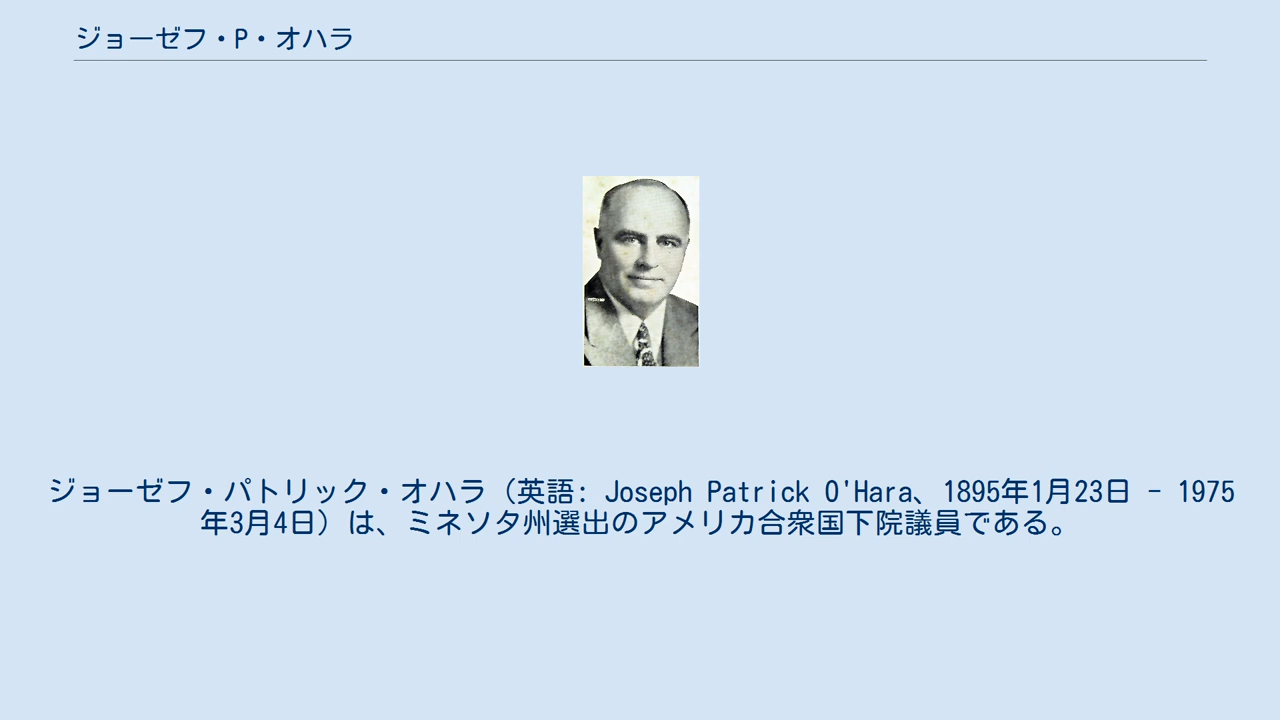 ジョーゼフ・P・オハラ
ジョーゼフ・パトリック・オハラ（英語: Joseph Patrick O'Hara、1895年1月23日 - 1975
年3月4日）は、ミネソタ州選出のアメリカ合衆国下院議員である。